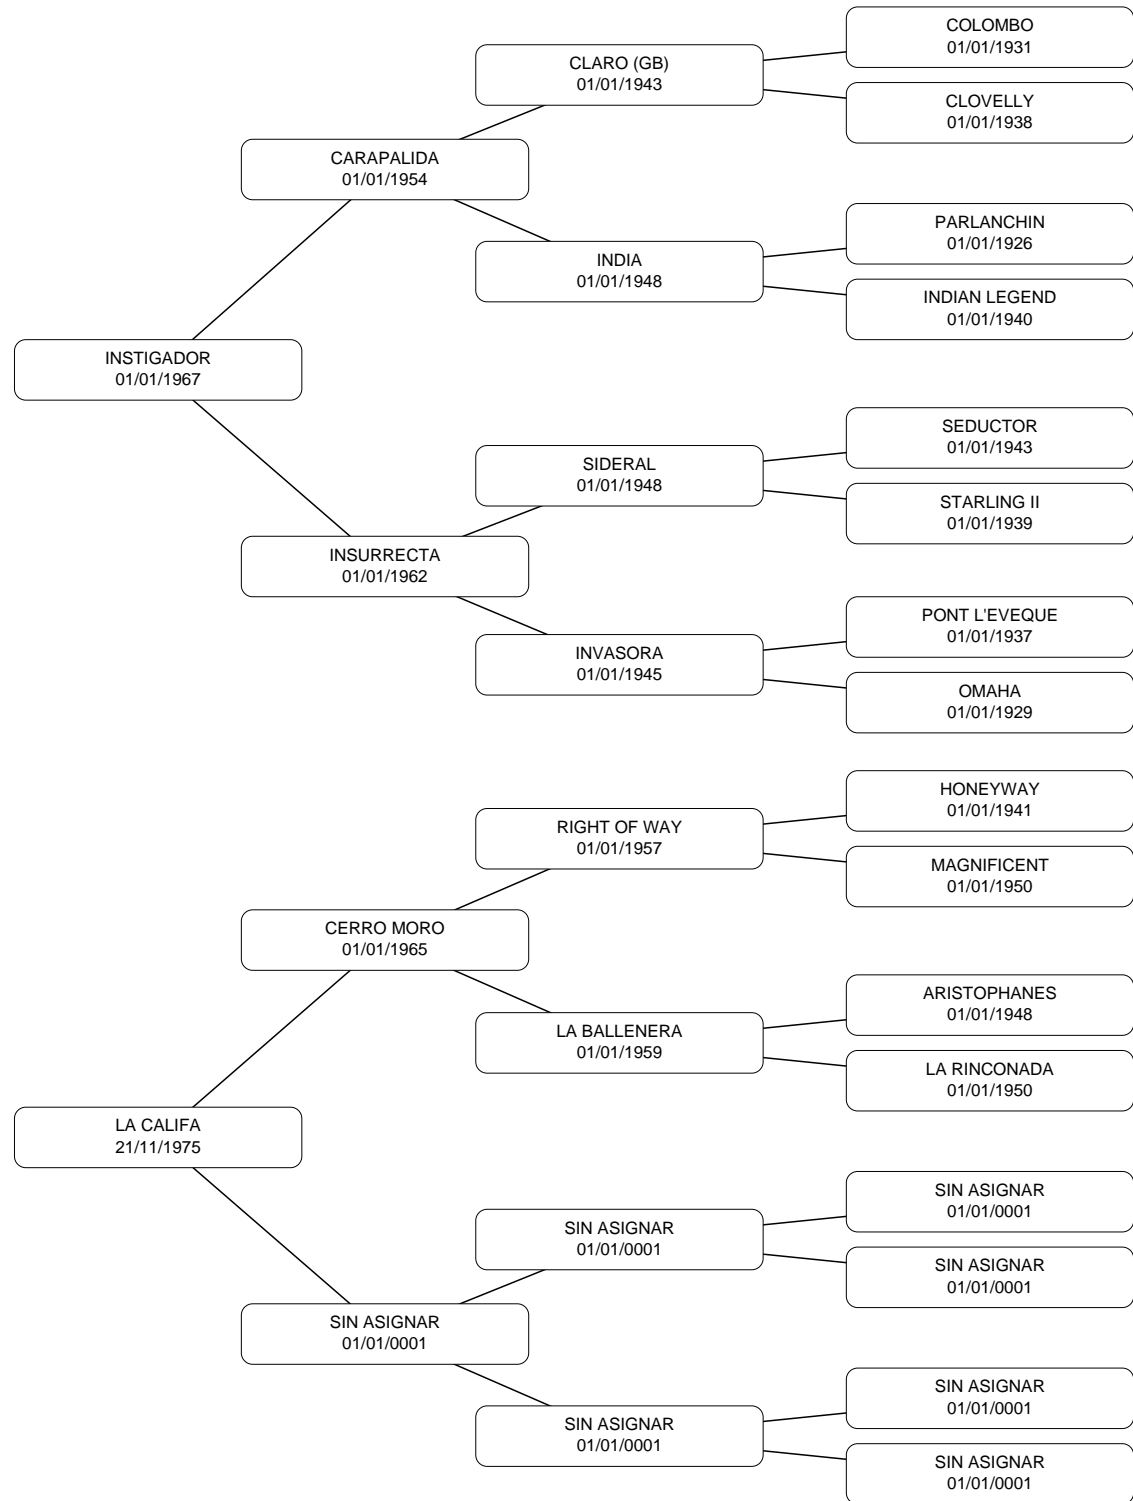 COLOMBO
01/01/1931
CLARO (GB)
01/01/1943
CLOVELLY
01/01/1938
CARAPALIDA
01/01/1954
PARLANCHIN
01/01/1926
INDIA
01/01/1948
INDIAN LEGEND
01/01/1940
INSTIGADOR
01/01/1967
SEDUCTOR
01/01/1943
SIDERAL
01/01/1948
STARLING II
01/01/1939
INSURRECTA
01/01/1962
PONT L'EVEQUE
01/01/1937
INVASORA
01/01/1945
OMAHA
01/01/1929
HONEYWAY
01/01/1941
RIGHT OF WAY
01/01/1957
MAGNIFICENT
01/01/1950
CERRO MORO
01/01/1965
ARISTOPHANES
01/01/1948
LA BALLENERA
01/01/1959
LA RINCONADA
01/01/1950
LA CALIFA
21/11/1975
SIN ASIGNAR
01/01/0001
SIN ASIGNAR
01/01/0001
SIN ASIGNAR
01/01/0001
SIN ASIGNAR
01/01/0001
SIN ASIGNAR
01/01/0001
SIN ASIGNAR
01/01/0001
SIN ASIGNAR
01/01/0001